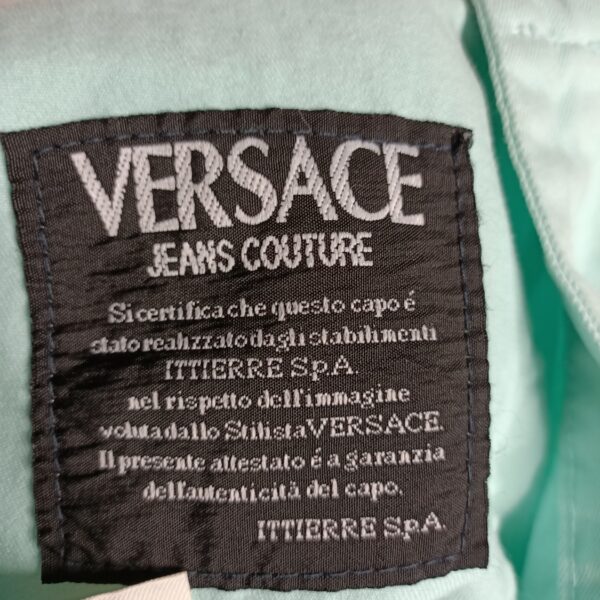 VERSACE
JEANS COUTURE
Si certifica che questo capo é
stato realizzato dagli stabilimenti
ITTIERRE S.p.A.
nel rispetto dell'immagine
voluta dallo Stilista VERSACE.
Il presente attestato é a garanzia
dell'autenticitá del capo.
ITTIERRE S.p.A.